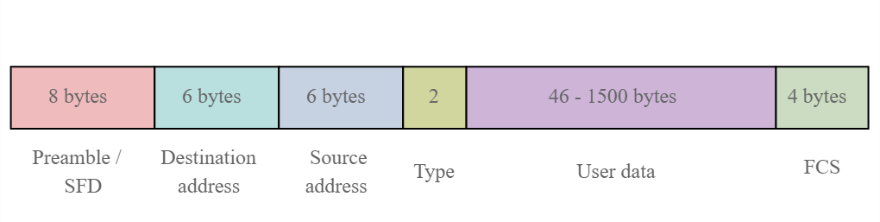 8 bytes
6 bytes
6 bytes
2
46 - 1500 bytes
4 bytes
Preamble /
SFD
Destination
address
Source
address
Type
User data
FCS